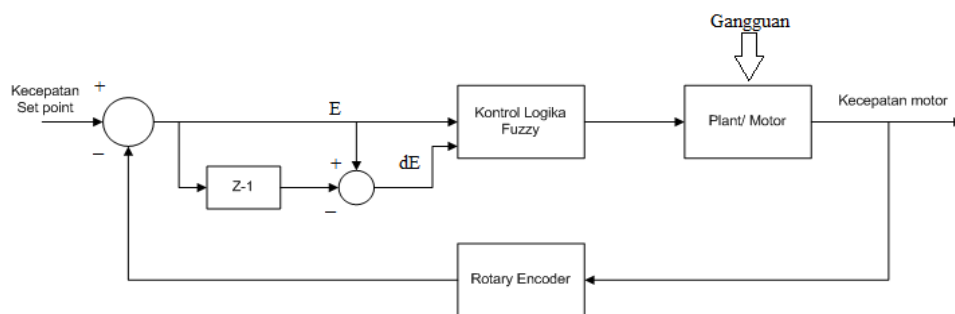 Gangguan
Kecepatan
Set point
+
−
E
Kontrol Logika
Fuzzy
Plant/ Motor
Kecepatan motor
Z-1
+
−
dE
Rotary Encoder